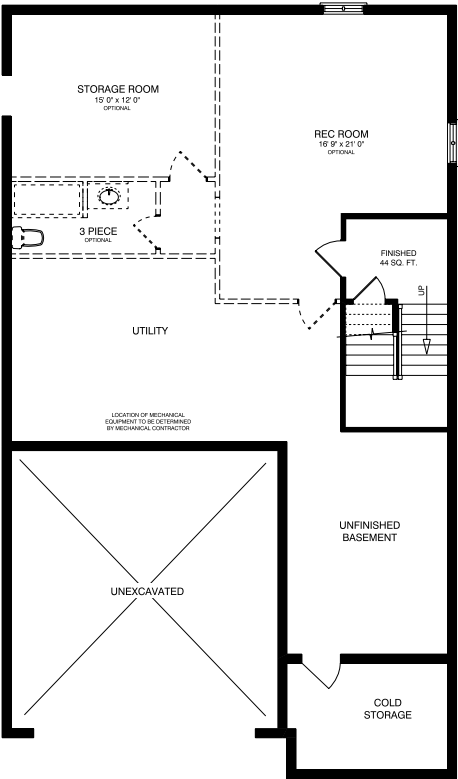 STORAGE ROOM
15' 0" x 12' 0"
OPTIONAL
REC ROOM
16' 9" x 21' 0"
OPTIONAL
3 PIECE
OPTIONAL
FINISHED
44 SQ. FT.
UP
UTILITY
LOCATION OF MECHANICAL
EQUIPMENT TO BE DETERMINED
BY MECHANICAL CONTRACTOR
UNFINISHED
BASEMENT
UNEXCAVATED
COLD
STORAGE